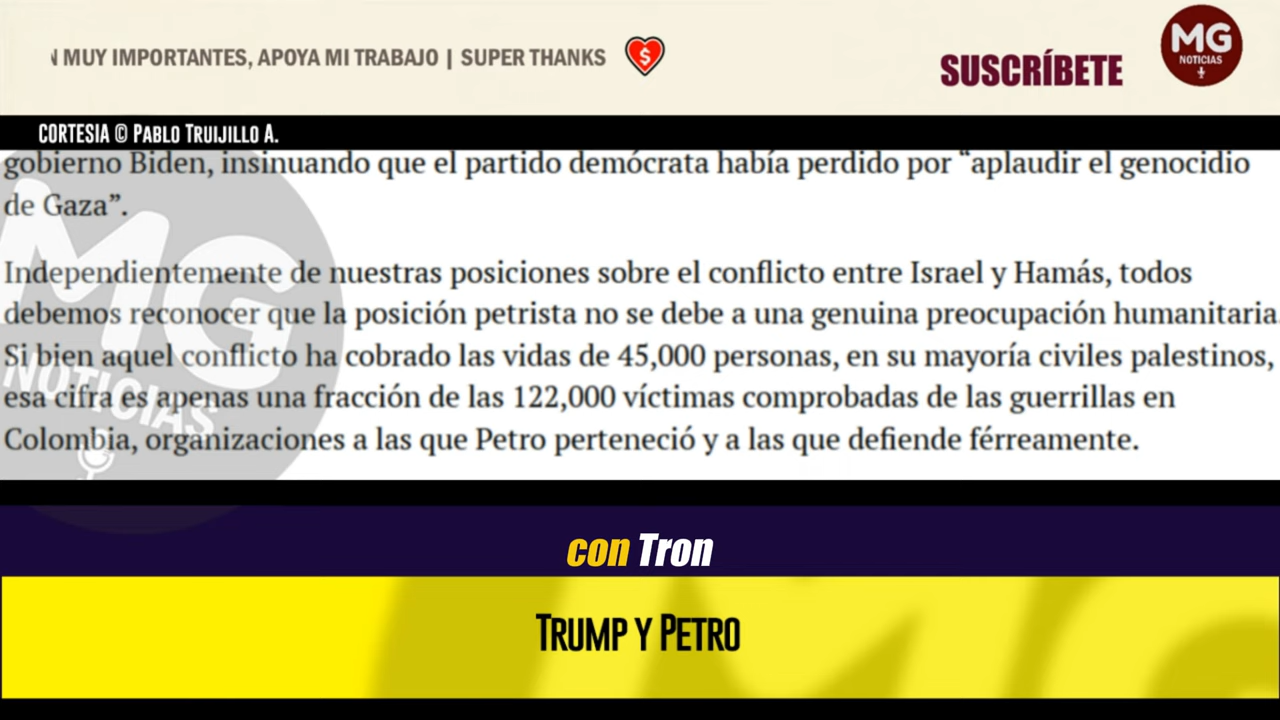 MUY IMPORTANTES, APOYA MI TRABAJO | SUPER THANKS
$
SUSCRÍBETE
MG
NOTICIAS
CORTESIA © PABLO TRUIJILLO A.
gobierno Biden, insinuando que el partido demócrata había perdido por “aplaudir el genocidio
de Gaza”.
Independientemente de nuestras posiciones sobre el conflicto entre Israel y Hamás, todos
debemos reconocer que la posición petrista no se debe a una genuina preocupación humanitaria.
Si bien aquel conflicto ha cobrado las vidas de 45,000 personas, en su mayoría civiles palestinos,
esa cifra es apenas una fracción de las 122,000 víctimas comprobadas de las guerrillas en
Colombia, organizaciones a las que Petro perteneció y a las que defiende férreamente.
MG
NOTICIAS
con Tron
TRUMP Y PETRO